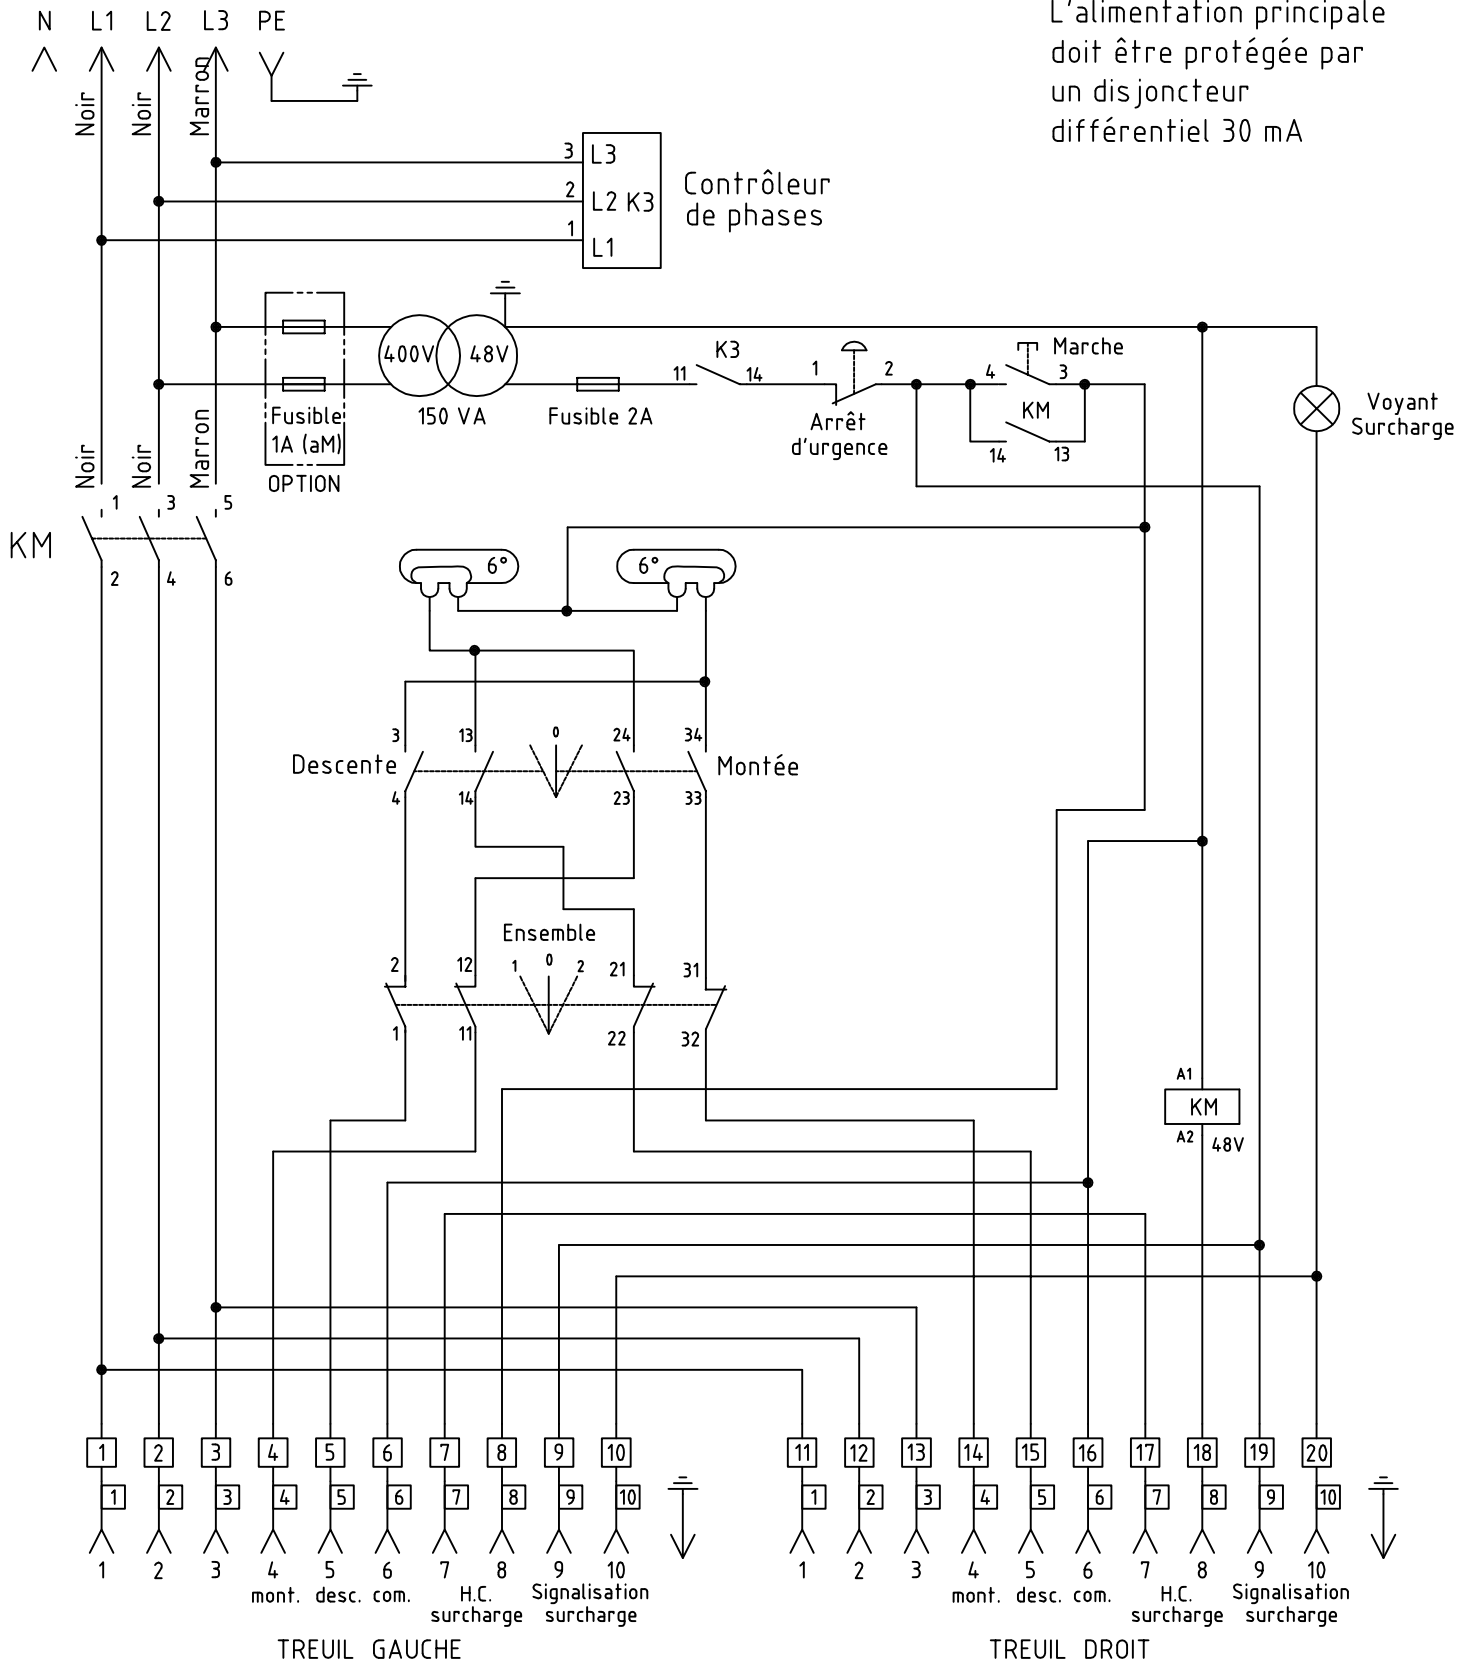 N L1 L2 L3 PE
L'alimentation principale
doit être protégée par
un disjoncteur
différentiel 30 mA
Noir Noir Marron
3 L3
2 L2 K3
1 L1
Contrôleur
de phases
400V 48V
150 VA
Fusible
1A (aM)
OPTION
Fusible 2A
K3
11 14
1 2
Arrêt
d'urgence
Marche
4 3
KM
14 13
Voyant
Surcharge
Noir Noir Marron
KM
1 3 5
2 4 6
6° 6°
3 13 0 24 34
Descente Montée
4 14 23 33
Ensemble
2 12 1 0 2 21 31
1 11 22 32
A1
KM
A2 48V
1 2 3 4 5 6 7 8 9 10 11 12 13 14 15 16 17 18 19 20
1 2 3 4 5 6 7 8 9 10 1 2 3 4 5 6 7 8 9 10
1 2 3 4 5 6 7 8 9 10 1 2 3 4 5 6 7 8 9 10
mont. desc. com. H.C. Signalisation mont. desc. com. H.C. Signalisation
surcharge surcharge surcharge surcharge
TREUIL GAUCHE TREUIL DROIT